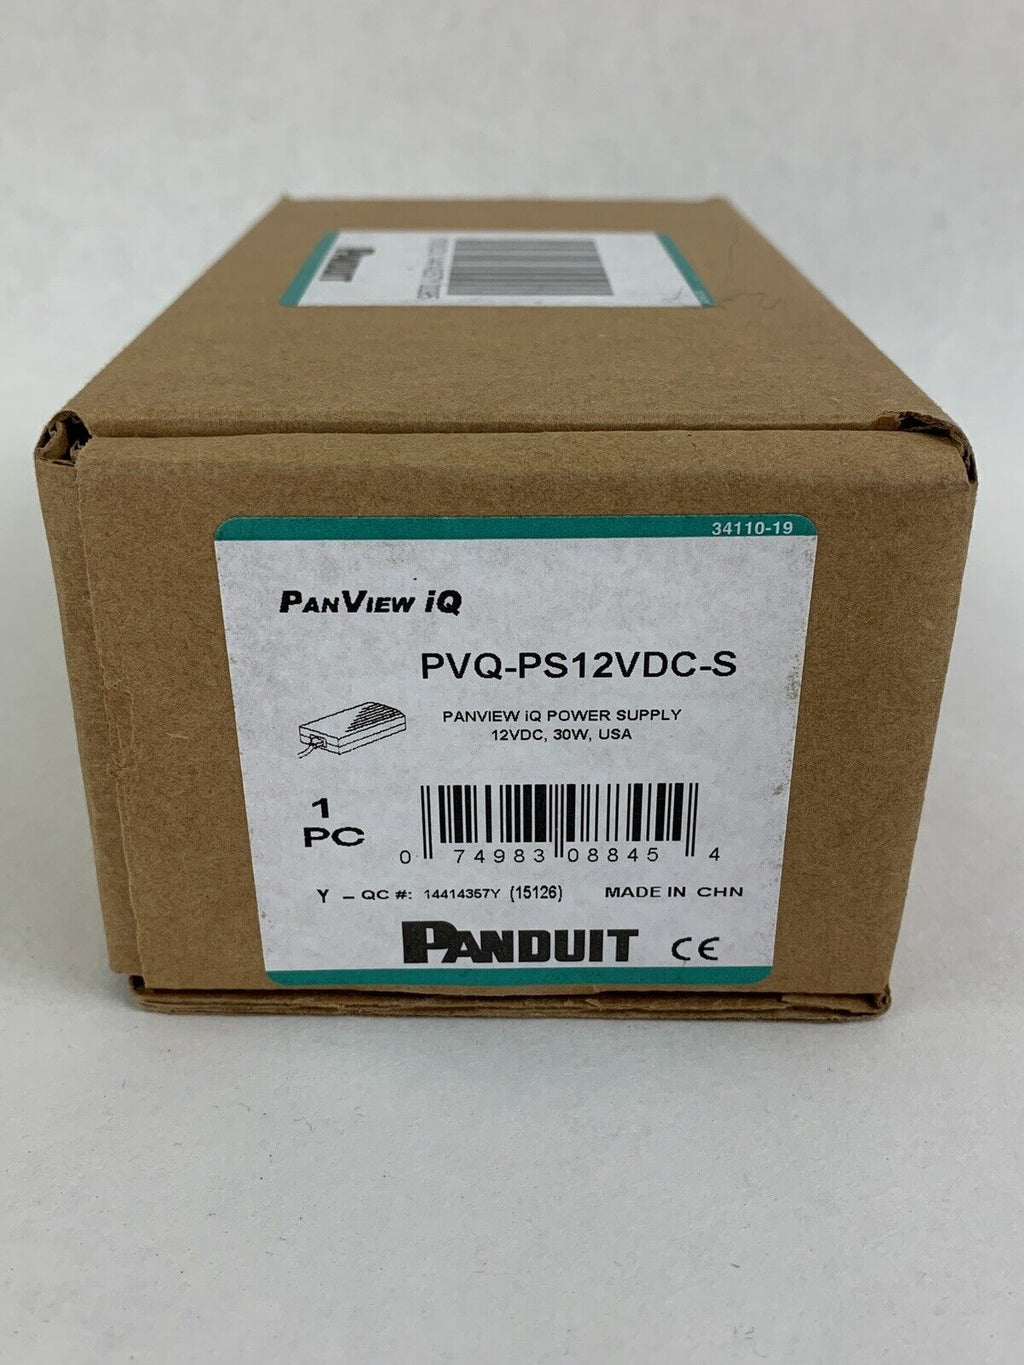 PANDUIT
34110-19
PANVIEW iQ
PVQ-PS12VDC-S
PANVIEW iQ POWER SUPPLY
12VDC, 30W, USA
1
PC
0 74983 08845 4
Y - QC #: 14414357Y (15126) MADE IN CHN
PANDUIT CE